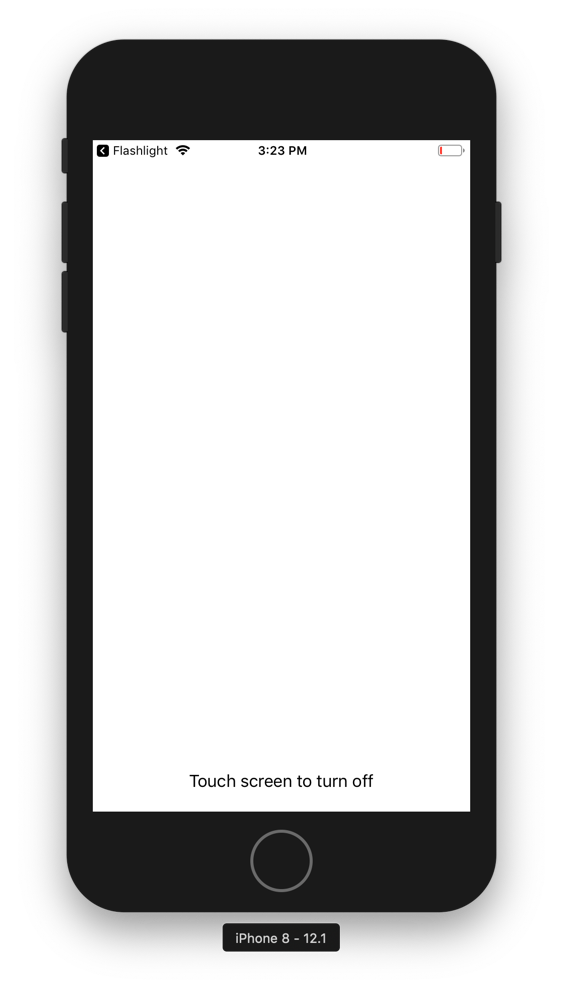 Flashlight 3:23 PM
Touch screen to turn off
iPhone 8 - 12.1